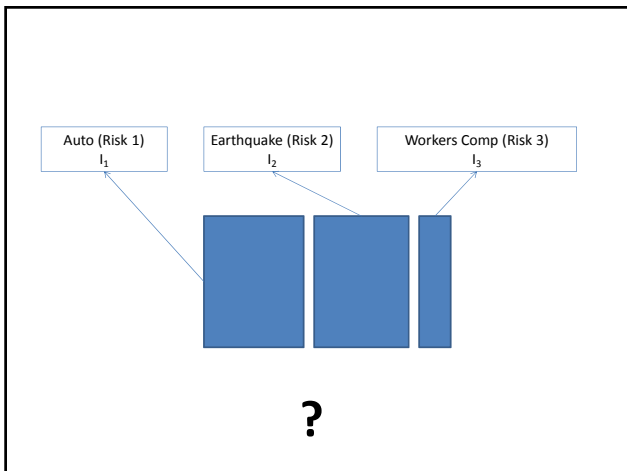 Auto (Risk 1)
I₁
Earthquake (Risk 2)
I₂
Workers Comp (Risk 3)
I₃
?